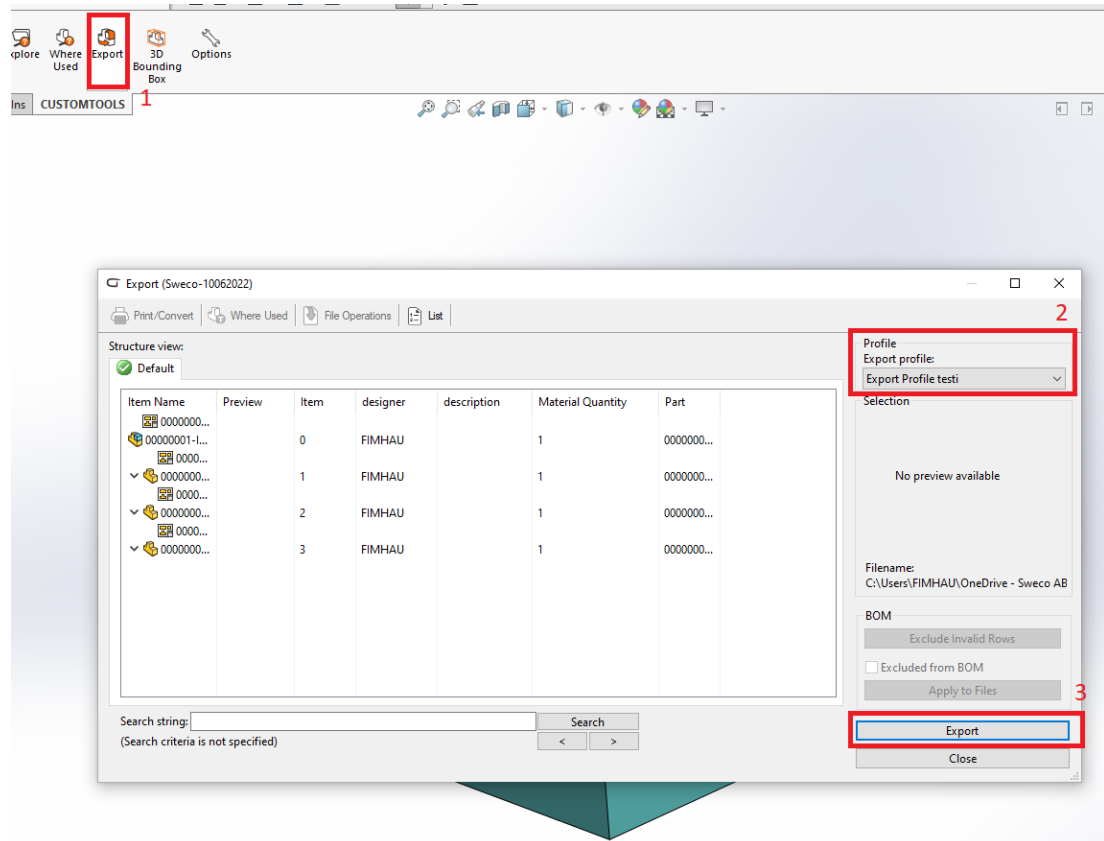 xplore Where Used Export 3D Bounding Box Options
1
Ins CUSTOMTOOLS
Export (Sweco-10062022)
Print/Convert Where Used File Operations List
2
Structure view:
Default
Profile
Export profile:
Export Profile testi
Selection
Item Name Preview Item designer description Material Quantity Part
0000000...
00000001-I... 0 FIMHAU 1 0000000...
0000...
0000000... 1 FIMHAU 1 0000000...
0000...
0000000... 2 FIMHAU 1 0000000...
0000...
0000000... 3 FIMHAU 1 0000000...
No preview available
Filename:
C:\Users\FIMHAU\OneDrive - Sweco AB
BOM
Exclude Invalid Rows
Excluded from BOM
Apply to Files
3
Search string: Search
(Search criteria is not specified) < >
Export
Close